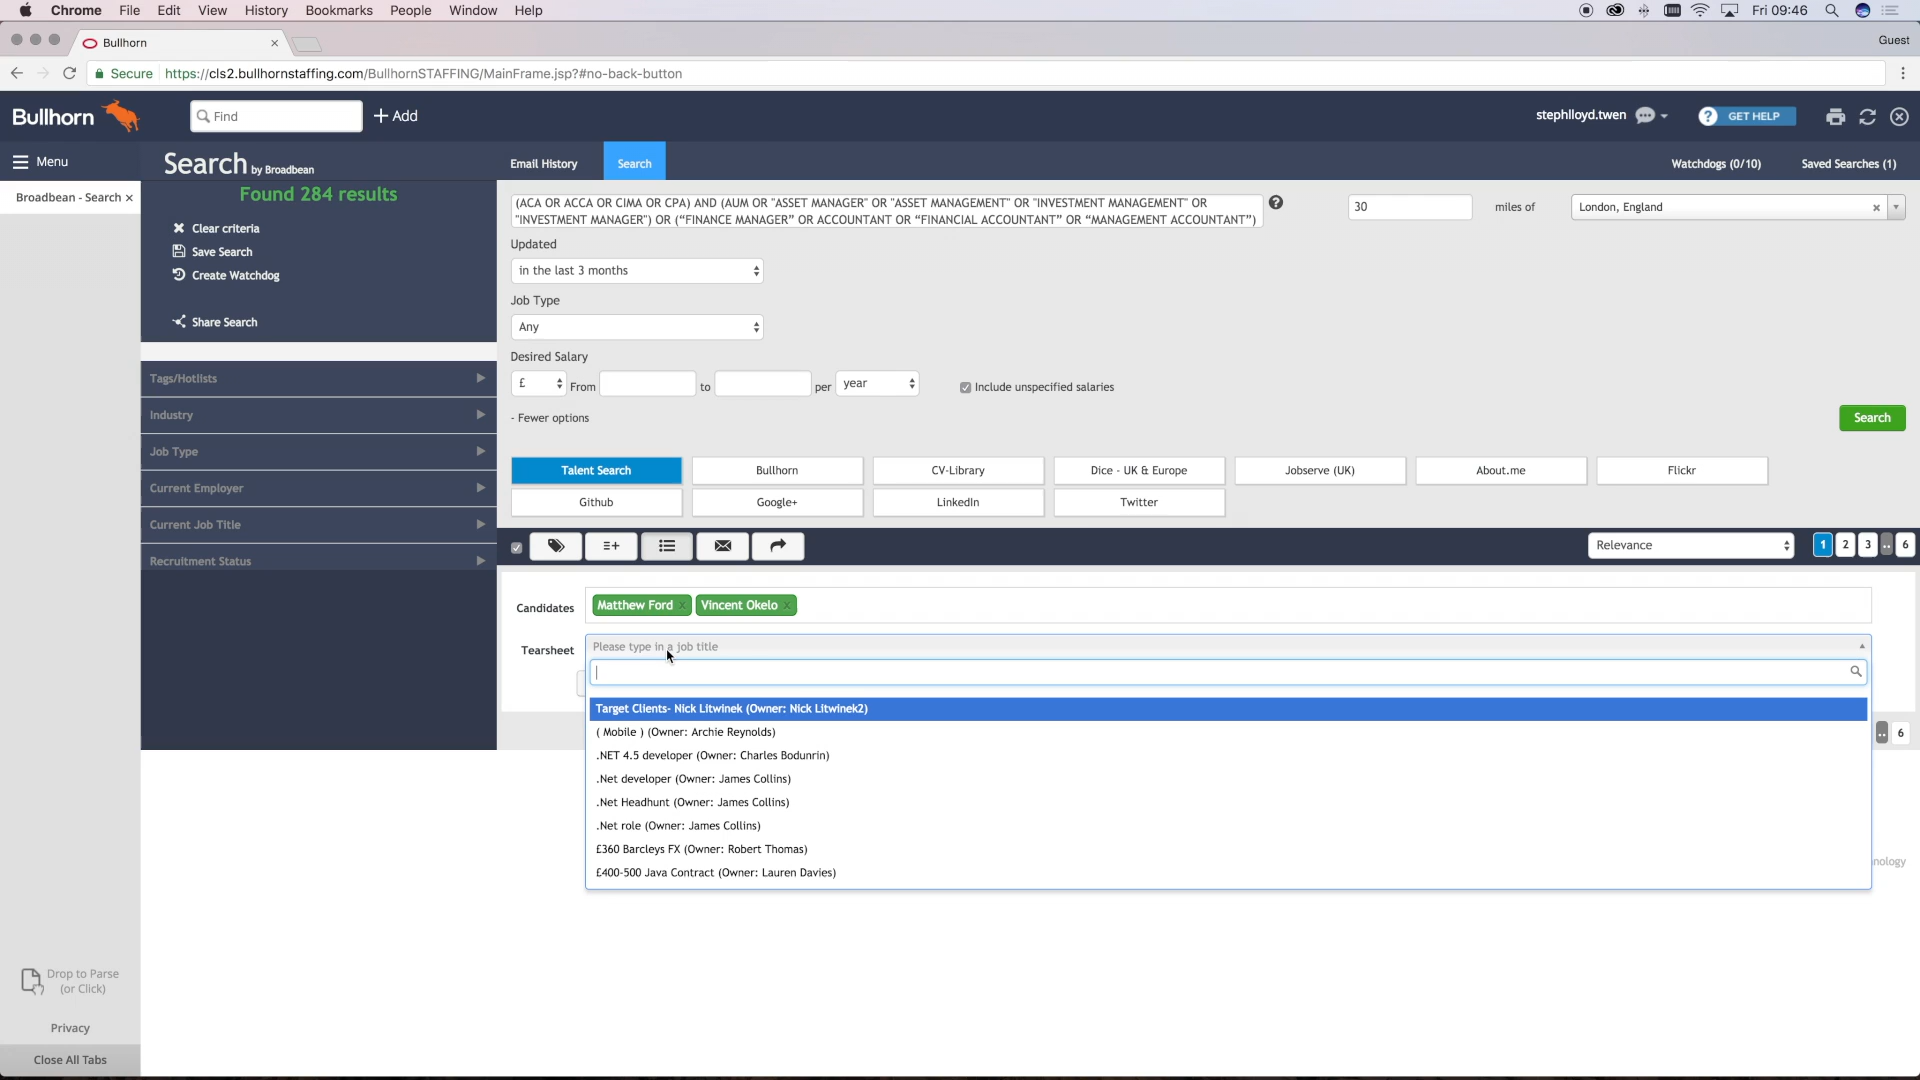 Chrome File Edit View History Bookmarks People Window Help
Fri 09:46
Bullhorn
Guest
Secure https://cls2.bullhornstaffing.com/BullhornSTAFFING/MainFrame.jsp?#no-back-button
Bullhorn
Find
+ Add
stephlloyd.twen
? GET HELP
Menu
Search by Broadbean
Email History
Search
Watchdogs (0/10)
Saved Searches (1)
Broadbean - Search ×
Found 284 results
Clear criteria
Save Search
Create Watchdog
Share Search
Tags/Hotlists
Industry
Job Type
Current Employer
Current Job Title
Recruitment Status
(ACA OR ACCA OR CIMA OR CPA) AND (AUM OR "ASSET MANAGER" OR "ASSET MANAGEMENT" OR "INVESTMENT MANAGEMENT" OR
"INVESTMENT MANAGER") OR (“FINANCE MANAGER” OR ACCOUNTANT OR “FINANCIAL ACCOUNTANT” OR “MANAGEMENT ACCOUNTANT”)
?
30
miles of
London, England
Updated
in the last 3 months
Job Type
Any
Desired Salary
£ From to per year
Include unspecified salaries
- Fewer options
Search
Talent Search
Bullhorn
CV-Library
Dice - UK & Europe
Jobserve (UK)
About.me
Flickr
Github
Google+
LinkedIn
Twitter
Relevance
1 2 3 .. 6
Candidates
Matthew Ford x
Vincent Okelo x
Tearsheet
Please type in a job title
Target Clients- Nick Litwinek (Owner: Nick Litwinek2)
( Mobile ) (Owner: Archie Reynolds)
.NET 4.5 developer (Owner: Charles Bodunrin)
.Net developer (Owner: James Collins)
.Net Headhunt (Owner: James Collins)
.Net role (Owner: James Collins)
£360 Barcleys FX (Owner: Robert Thomas)
£400-500 Java Contract (Owner: Lauren Davies)
.. 6
nology
Drop to Parse
(or Click)
Privacy
Close All Tabs